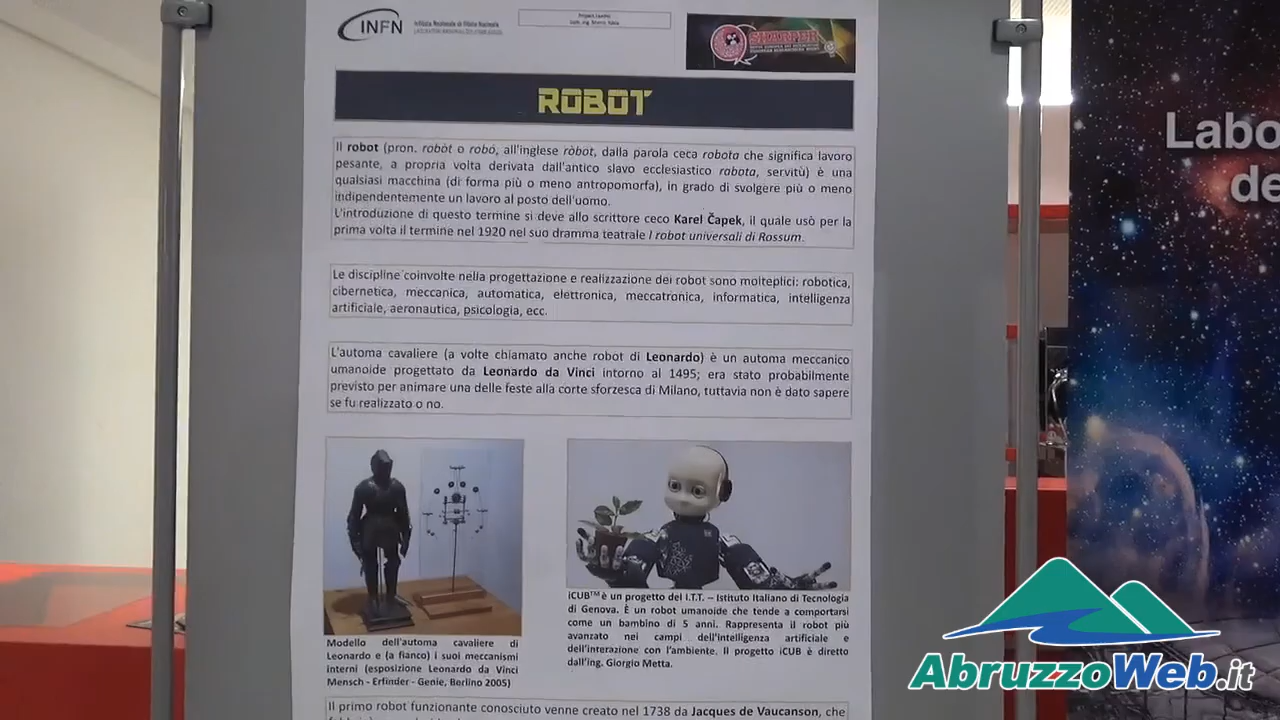 INFN
Istituto Nazionale di Fisica Nucleare
SHARPER
ROBOT
Il robot (pron. robòt o robó, all'inglese ròbot, dalla parola ceca robota che significa lavoro
pesante, a propria volta derivata dall'antico slavo ecclesiastico rabota, servitù) è una
qualsiasi macchina (di forma più o meno antropomorfa), in grado di svolgere più o meno
indipendentemente un lavoro al posto dell'uomo.
L'introduzione di questo termine si deve allo scrittore ceco Karel Čapek, il quale usò per la
prima volta il termine nel 1920 nel suo dramma teatrale I robot universali di Rossum.
Le discipline coinvolte nella progettazione e realizzazione dei robot sono molteplici: robotica,
cibernetica, meccanica, automatica, elettronica, meccatronica, informatica, intelligenza
artificiale, aeronautica, psicologia, ecc.
L'automa cavaliere (a volte chiamato anche robot di Leonardo) è un automa meccanico
umanoide progettato da Leonardo da Vinci intorno al 1495; era stato probabilmente
previsto per animare una delle feste alla corte sforzesca di Milano, tuttavia non è dato sapere
se fu realizzato o no.
Modello dell'automa cavaliere di
Leonardo e (a fianco) i suoi meccanismi
interni (esposizione Leonardo da Vinci
Mensch - Erfinder - Genie, Berlino 2005)
iCUB™ è un progetto del I.T.T. – Istituto Italiano di Tecnologia
di Genova. È un robot umanoide che tende a comportarsi
come un bambino di 5 anni. Rappresenta il robot più
avanzato nei campi dell'intelligenza artificiale e
dell'interazione con l'ambiente. Il progetto iCUB è diretto
dall'ing. Giorgio Metta.
Il primo robot funzionante conosciuto venne creato nel 1738 da Jacques de Vaucanson, che
Labo
de
AbruzzoWeb.it